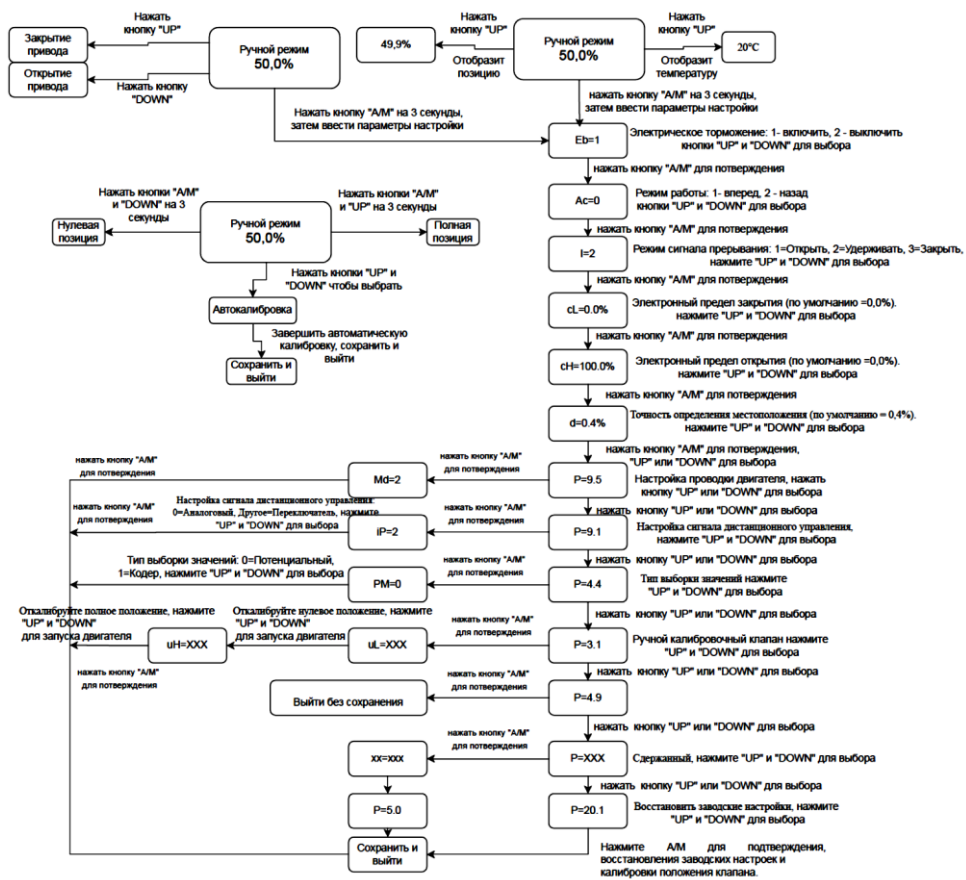 Нажать
кнопку "UP"
Закрытие
привода
Открытие
привода
Ручной режим
50,0%
Нажать кнопку
"DOWN"
Нажать
кнопку "UP"
49,9%
Отобразит
позицию
Ручной режим
50,0%
Нажать
кнопку "UP"
20°C
Отобразит
температуру
Нажать кнопку "A/M" на 3 секунды,
затем ввести параметры настройки
нажать кнопку "A/M" на 3 секунды,
затем ввести параметры настройки
Eb=1
Электрическое торможение: 1- включить, 2 - выключить
кнопки "UP" и "DOWN" для выбора
нажать кнопку "A/M" для потверждения
Ac=0
Режим работы: 1- вперед, 2 - назад
кнопки "UP" и "DOWN" для выбора
нажать кнопку "A/M" для потверждения
I=2
Режим сигнала прерывания: 1=Открыть, 2=Удерживать, 3=Закрыть,
нажмите "UP" и "DOWN" для выбора
нажать кнопку "A/M" для потверждения
cL=0.0%
Электронный предел закрытия (по умолчанию =0,0%).
нажмите "UP" и "DOWN" для выбора
нажать кнопку "A/M" для потверждения
cH=100.0%
Электронный предел открытия (по умолчанию =0,0%).
нажмите "UP" и "DOWN" для выбора
нажать кнопку "A/M" для потверждения
d=0.4%
Точность определения местоположения (по умолчанию = 0,4%).
нажмите "UP" и "DOWN" для выбора
нажать кнопку "A/M" для потверждения,
"UP" или "DOWN" для выбора
Нажать кнопки "A/M"
и "DOWN" на 3
секунды
Нажать кнопки "A/M"
и "UP" на 3 секунды
Нулевая
позиция
Ручной режим
50,0%
Полная
позиция
Нажать кнопки "UP" и
"DOWN" чтобы выбрать
Автокалибровка
Завершить автоматическую
калибровку, сохранить и
выйти
Сохранить и
выйти
нажать кнопку "A/M"
для потверждения
Md=2
нажать кнопку "A/M"
для потверждения
P=9.5
Настройка проводки двигателя, нажать
кнопку "UP" или "DOWN" для выбора
нажать кнопку "UP" или "DOWN" для выбора
нажать кнопку "A/M"
для потверждения
Настройка сигнала дистанционного управления:
0=Аналоговый, Другое=Переключатель, нажмите
"UP" и "DOWN" для выбора
iP=2
нажать кнопку "A/M"
для потверждения
P=9.1
Настройка сигнала дистанционного управления,
нажмите "UP" и "DOWN" для выбора
нажать кнопку "UP" или "DOWN" для выбора
Тип выборки значений: 0=Потенциальный,
1=Кодер, нажмите "UP" и "DOWN" для выбора
PM=0
нажать кнопку "A/M"
для потверждения
P=4.4
Тип выборки значений нажмите
"UP" и "DOWN" для выбора
нажать кнопку "UP" или "DOWN" для выбора
Откалибруйте полное положение, нажмите
"UP" и "DOWN"
для запуска двигателя
uH=XXX
Откалибруйте нулевое положение, нажмите
"UP" и "DOWN"
для запуска двигателя
uL=XXX
нажать кнопку "A/M"
для потверждения
P=3.1
Ручной калибровочный клапан нажмите
"UP" и "DOWN" для выбора
нажать кнопку "UP" или "DOWN" для выбора
нажать кнопку "A/M"
для потверждения
Выйти без сохранения
нажать кнопку "A/M"
для потверждения
P=4.9
нажать кнопку "UP" или "DOWN" для выбора
xx=xxx
нажать кнопку "A/M"
для потверждения
P=XXX
Сдержанный, нажмите "UP" и "DOWN" для выбора
нажать кнопку "UP" или "DOWN" для выбора
P=5.0
P=20.1
Восстановить заводские настройки, нажмите
"UP" и "DOWN" для выбора
Сохранить и
выйти
Нажмите A/M для подтверждения,
восстановления заводских настроек и
калибровки положения клапана.